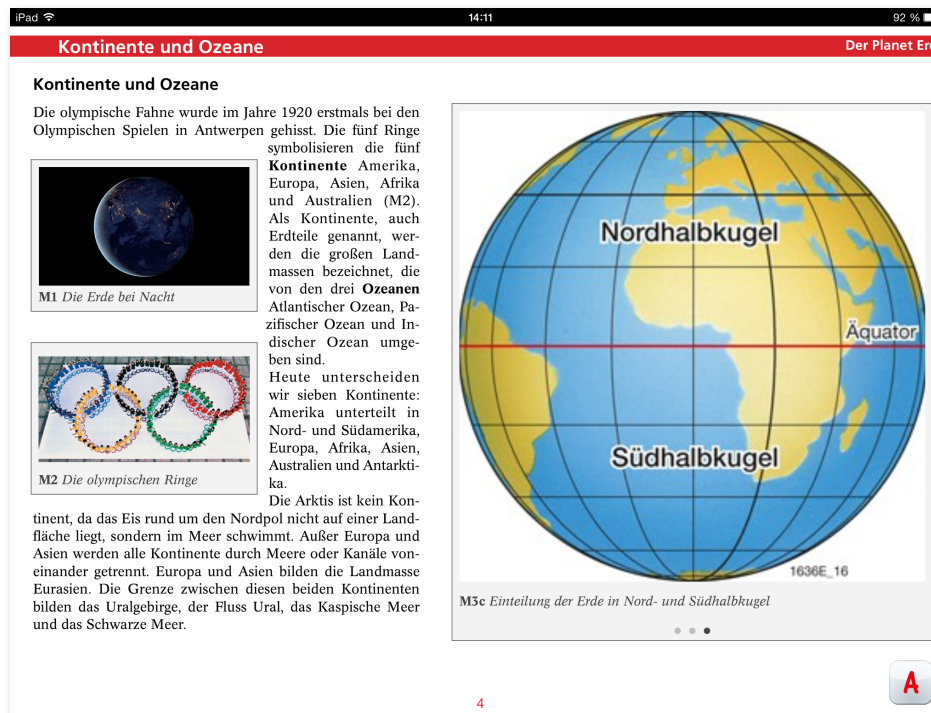 iPad
14:11
92 %
Kontinente und Ozeane
Der Planet Er
Kontinente und Ozeane
Die olympische Fahne wurde im Jahre 1920 erstmals bei den
Olympischen Spielen in Antwerpen gehisst. Die fünf Ringe
symbolisieren die fünf
Kontinente Amerika,
Europa, Asien, Afrika
und Australien (M2).
Als Kontinente, auch
Erdteile genannt, wer-
den die großen Land-
massen bezeichnet, die
von den drei Ozeanen
Atlantischer Ozean, Pa-
zifischer Ozean und In-
discher Ozean umge-
ben sind.
Heute unterscheiden
wir sieben Kontinente:
Amerika unterteilt in
Nord- und Südamerika,
Europa, Afrika, Asien,
Australien und Antarkti-
ka.
Die Arktis ist kein Kon-
tinent, da das Eis rund um den Nordpol nicht auf einer Land-
fläche liegt, sondern im Meer schwimmt. Außer Europa und
Asien werden alle Kontinente durch Meere oder Kanäle von-
einander getrennt. Europa und Asien bilden die Landmasse
Eurasien. Die Grenze zwischen diesen beiden Kontinenten
bilden das Uralgebirge, der Fluss Ural, das Kaspische Meer
und das Schwarze Meer.
M1 Die Erde bei Nacht
M2 Die olympischen Ringe
Nordhalbkugel
Äquator
Südhalbkugel
1636E_16
M3c Einteilung der Erde in Nord- und Südhalbkugel
A
4